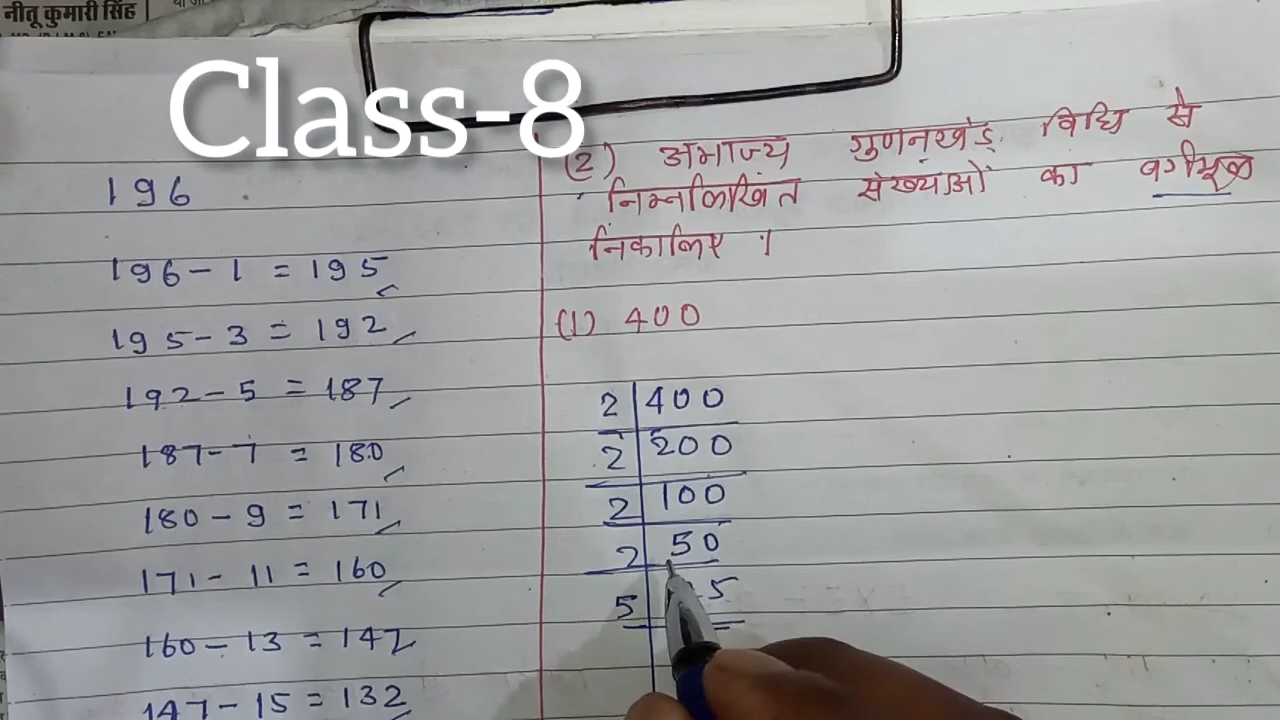 नीतू कुमारी सिंह
Class-8
196
196 - 1 = 195
195 - 3 = 192
192 - 5 = 187
187 - 7 = 180
180 - 9 = 171
171 - 11 = 160
160 - 13 = 147
147 - 15 = 132
(2) अभाज्य गुणनखंड विधि से
निम्नलिखित संख्याओं का वर्गमूल
निकालिए ।
(1) 400
2 | 400
2 | 200
2 | 100
2 | 50
5 | 25